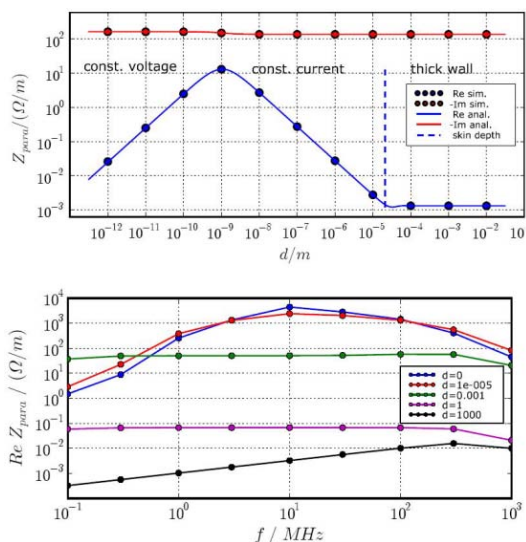 10²
10¹
10⁰
10⁻¹
10⁻²
10⁻³
Z_para/(Ω/m)
const. voltage
const. current
thick wall
Re sim.
-Im sim.
Re anal.
-Im anal.
skin depth
10⁻¹² 10⁻¹¹ 10⁻¹⁰ 10⁻⁹ 10⁻⁸ 10⁻⁷ 10⁻⁶ 10⁻⁵ 10⁻⁴ 10⁻³ 10⁻² 10⁻¹
d/m
10⁴
10³
10²
10¹
10⁰
10⁻¹
10⁻²
10⁻³
Re Z_para / (Ω/m)
d=0
d=1e-005
d=0.001
d=1
d=1000
10⁻¹ 10⁰ 10¹ 10² 10³
f / MHz